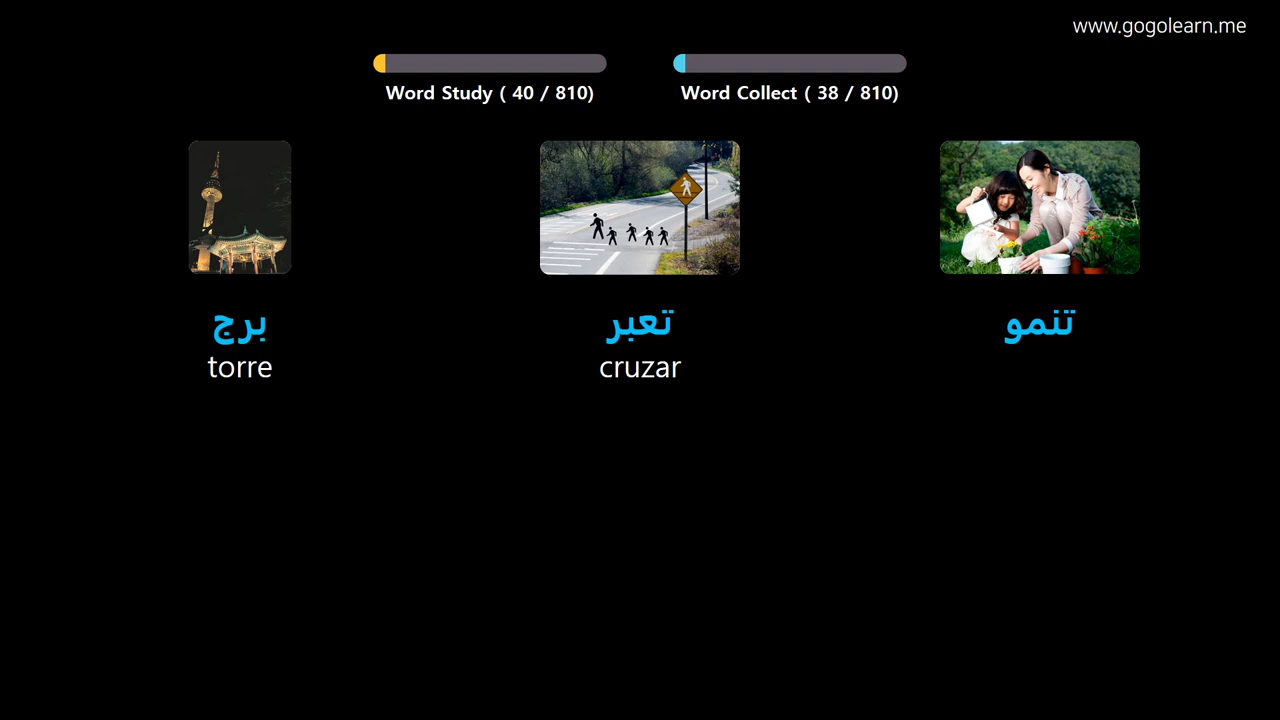 www.gogolearn.me
Word Study ( 40 / 810)
Word Collect ( 38 / 810)
برج
torre
تعبر
cruzar
تنمو